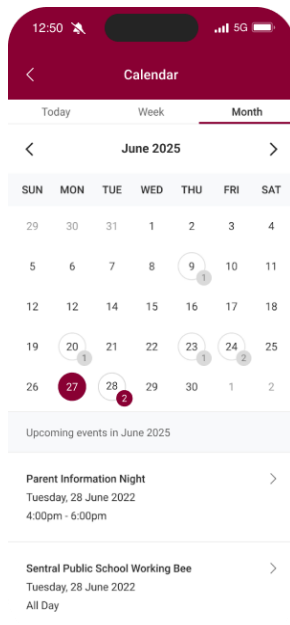 12:50 5G
Calendar
Today Week Month
June 2025
SUN MON TUE WED THU FRI SAT
29 30 31 1 2 3 4
5 6 7 8 9 1 10 11
12 12 14 15 16 17 18
19 20 1 21 22 23 1 24 2 25
26 27 28 2 29 30 1 2
Upcoming events in June 2025
Parent Information Night
Tuesday, 28 June 2022
4:00pm - 6:00pm
Sentral Public School Working Bee
Tuesday, 28 June 2022
All Day